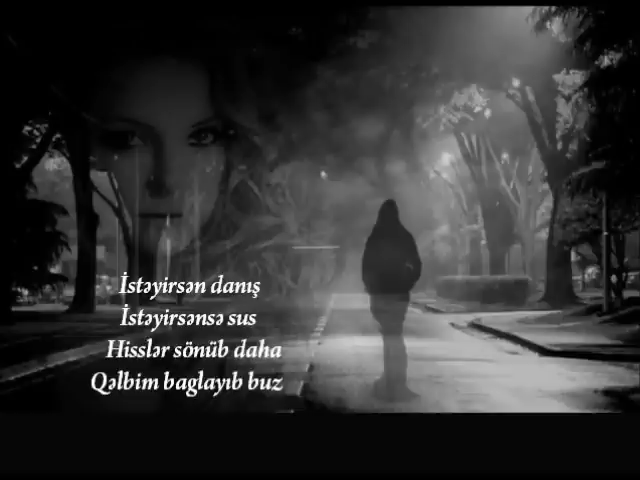 İstəyirsən danış
İstəyirsənsə sus
Hisslər sönüb daha
Qəlbim baglayıb buz